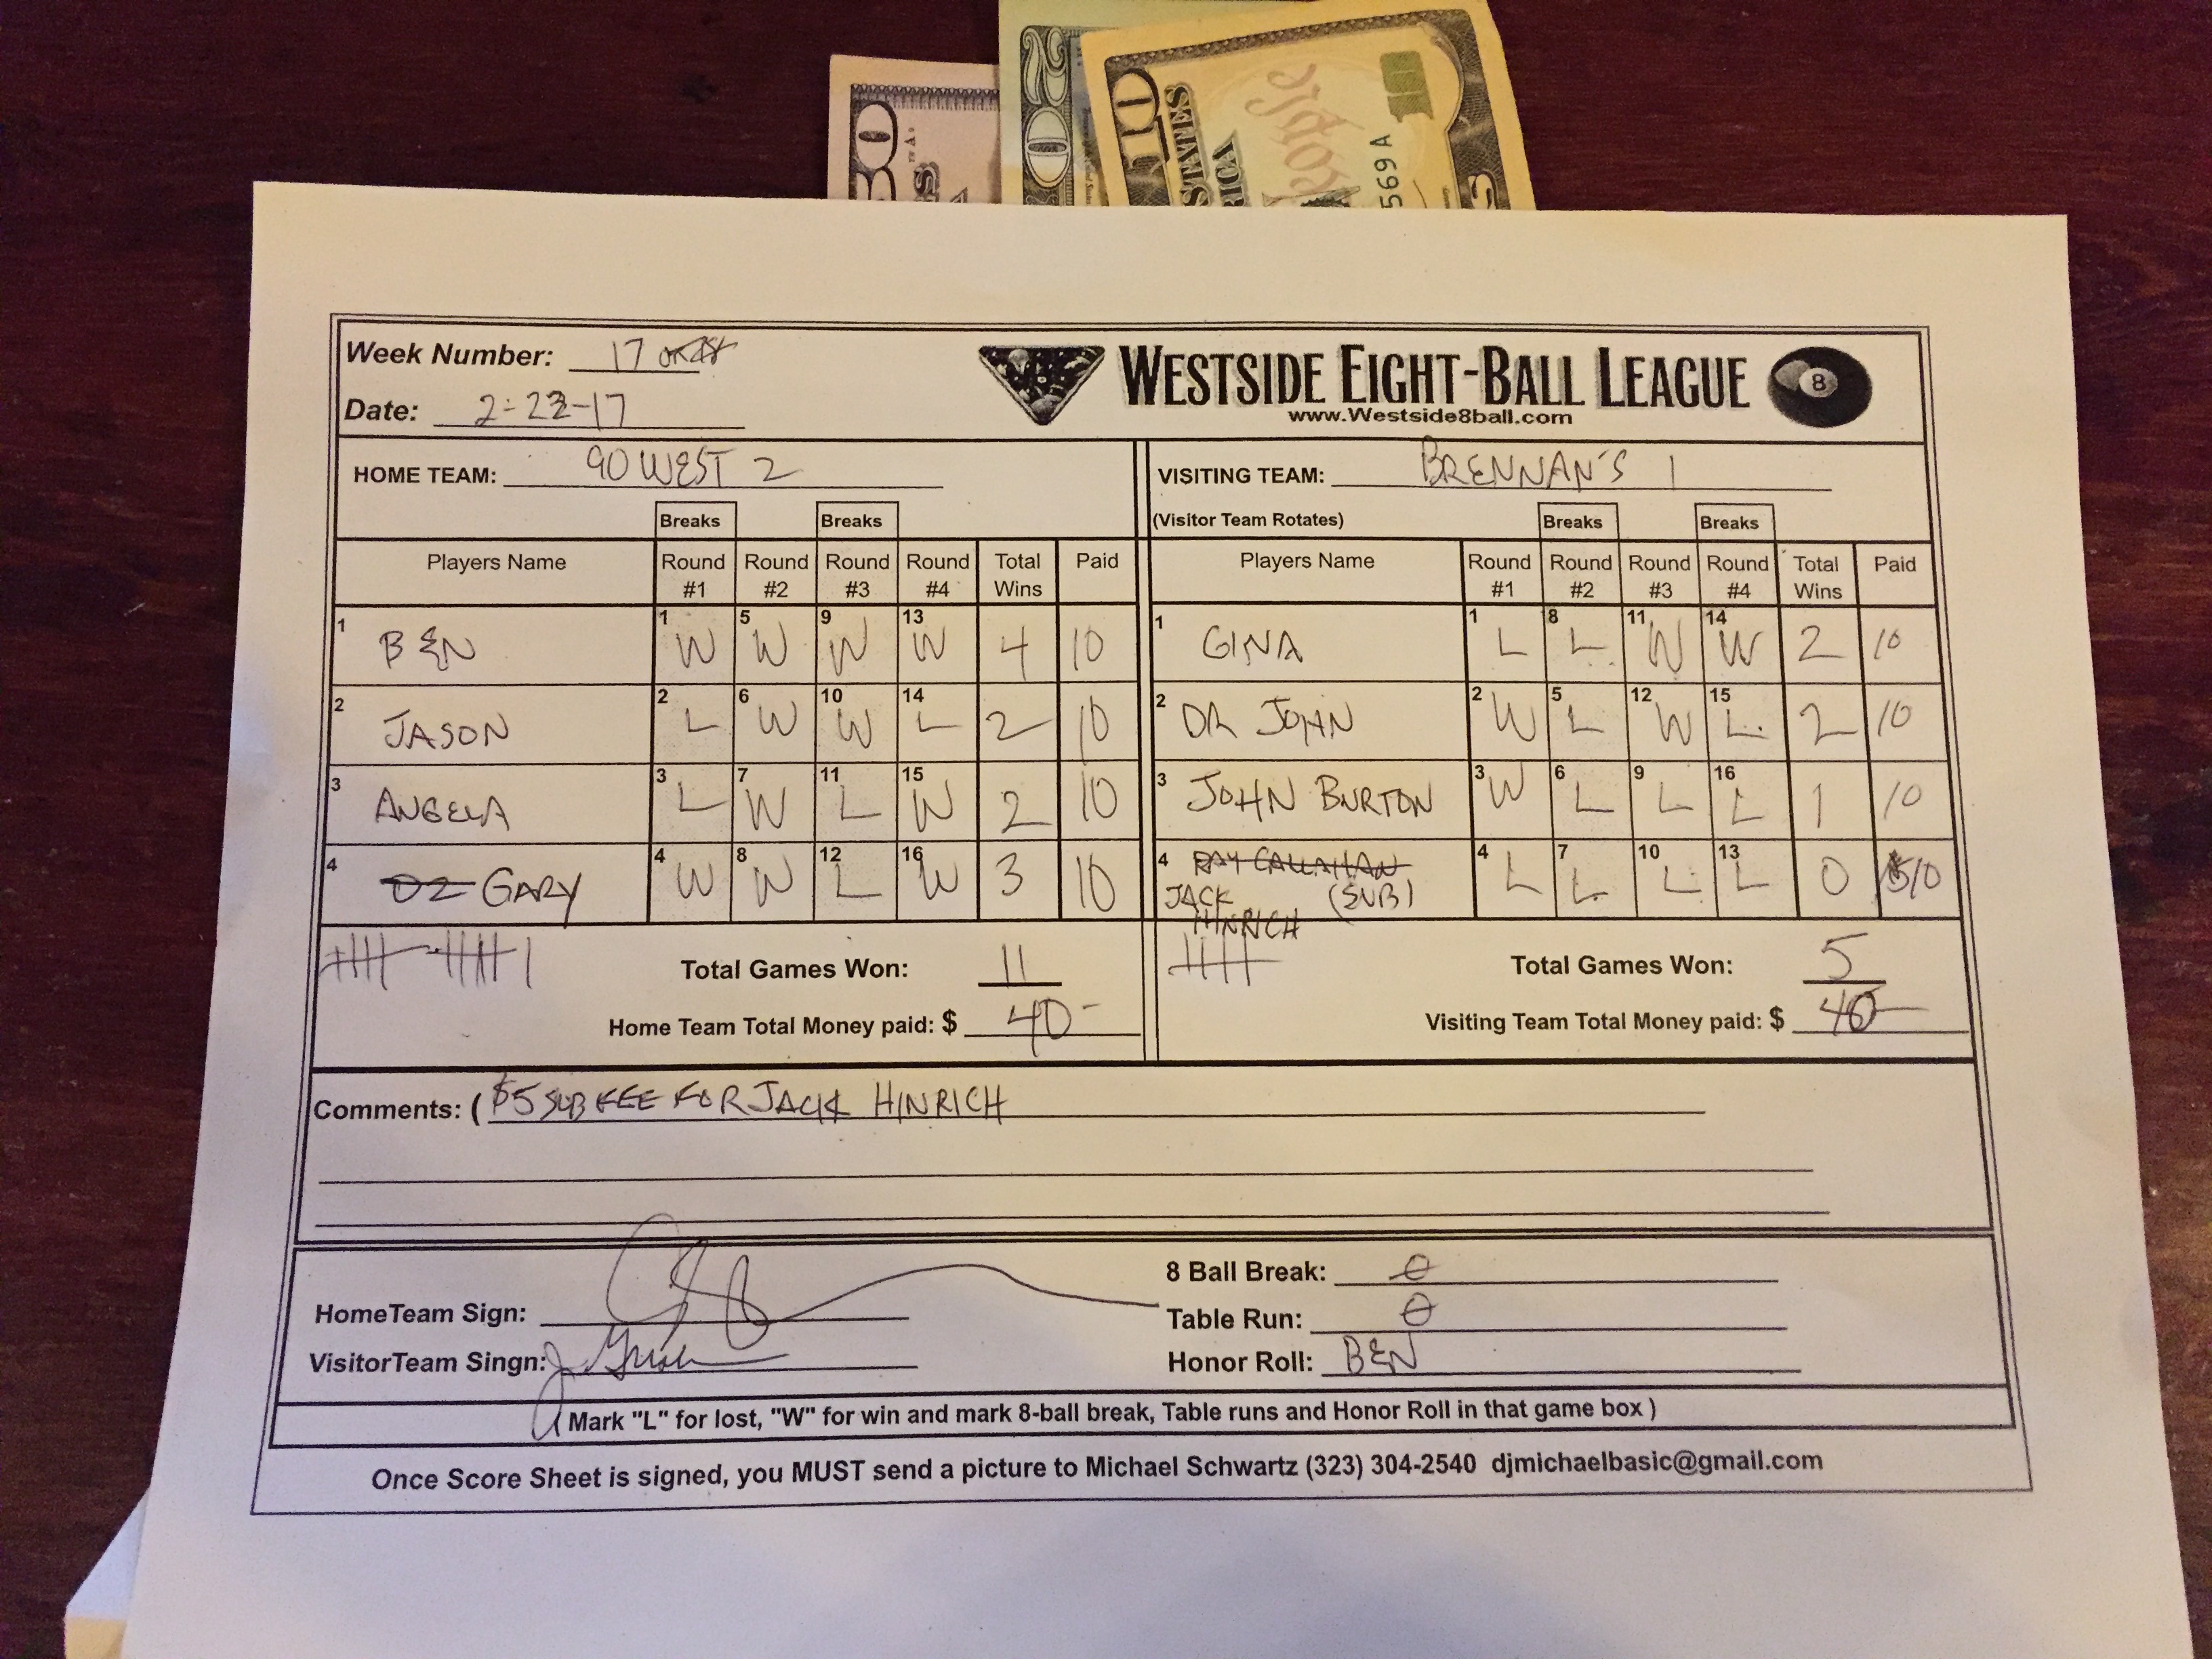 50
20
10
STATES
RICA
569 A
Week Number: 17
Date: 2-22-17
WESTSIDE EIGHT-BALL LEAGUE
8
www.Westside8ball.com
HOME TEAM: 90 WEST 2
VISITING TEAM: BRENNAN'S 1
Breaks Breaks
(Visitor Team Rotates) Breaks Breaks
Players Name Round #1 Round #2 Round #3 Round #4 Total Wins Paid
Players Name Round #1 Round #2 Round #3 Round #4 Total Wins Paid
1 BEN 1 W 5 W 9 W 13 W 4 10
1 GINA 1 L 8 L 11 W 14 W 2 10
2 JASON 2 L 6 W 10 W 14 L 2 10
2 DR JOHN 2 W 5 L 12 W 15 L 2 10
3 ANGELA 3 L 7 W 11 L 15 W 2 10
3 JOHN BURTON 3 W 6 L 9 L 16 L 1 10
4 OZ GARY 4 W 8 W 12 L 16 W 3 10
4 RAY CALLAHAN 4 L 7 L 10 L 13 L 0 10
JACK (SUB)
HINRICH
Total Games Won: 11
Total Games Won: 5
Home Team Total Money paid: $ 40-
Visiting Team Total Money paid: $ 40-
Comments: ( $5 SUB FEE FOR JACK HINRICH
8 Ball Break: 0
HomeTeam Sign:
Table Run: 0
VisitorTeam Singn:
Honor Roll: BEN
( Mark "L" for lost, "W" for win and mark 8-ball break, Table runs and Honor Roll in that game box )
Once Score Sheet is signed, you MUST send a picture to Michael Schwartz (323) 304-2540 djmichaelbasic@gmail.com